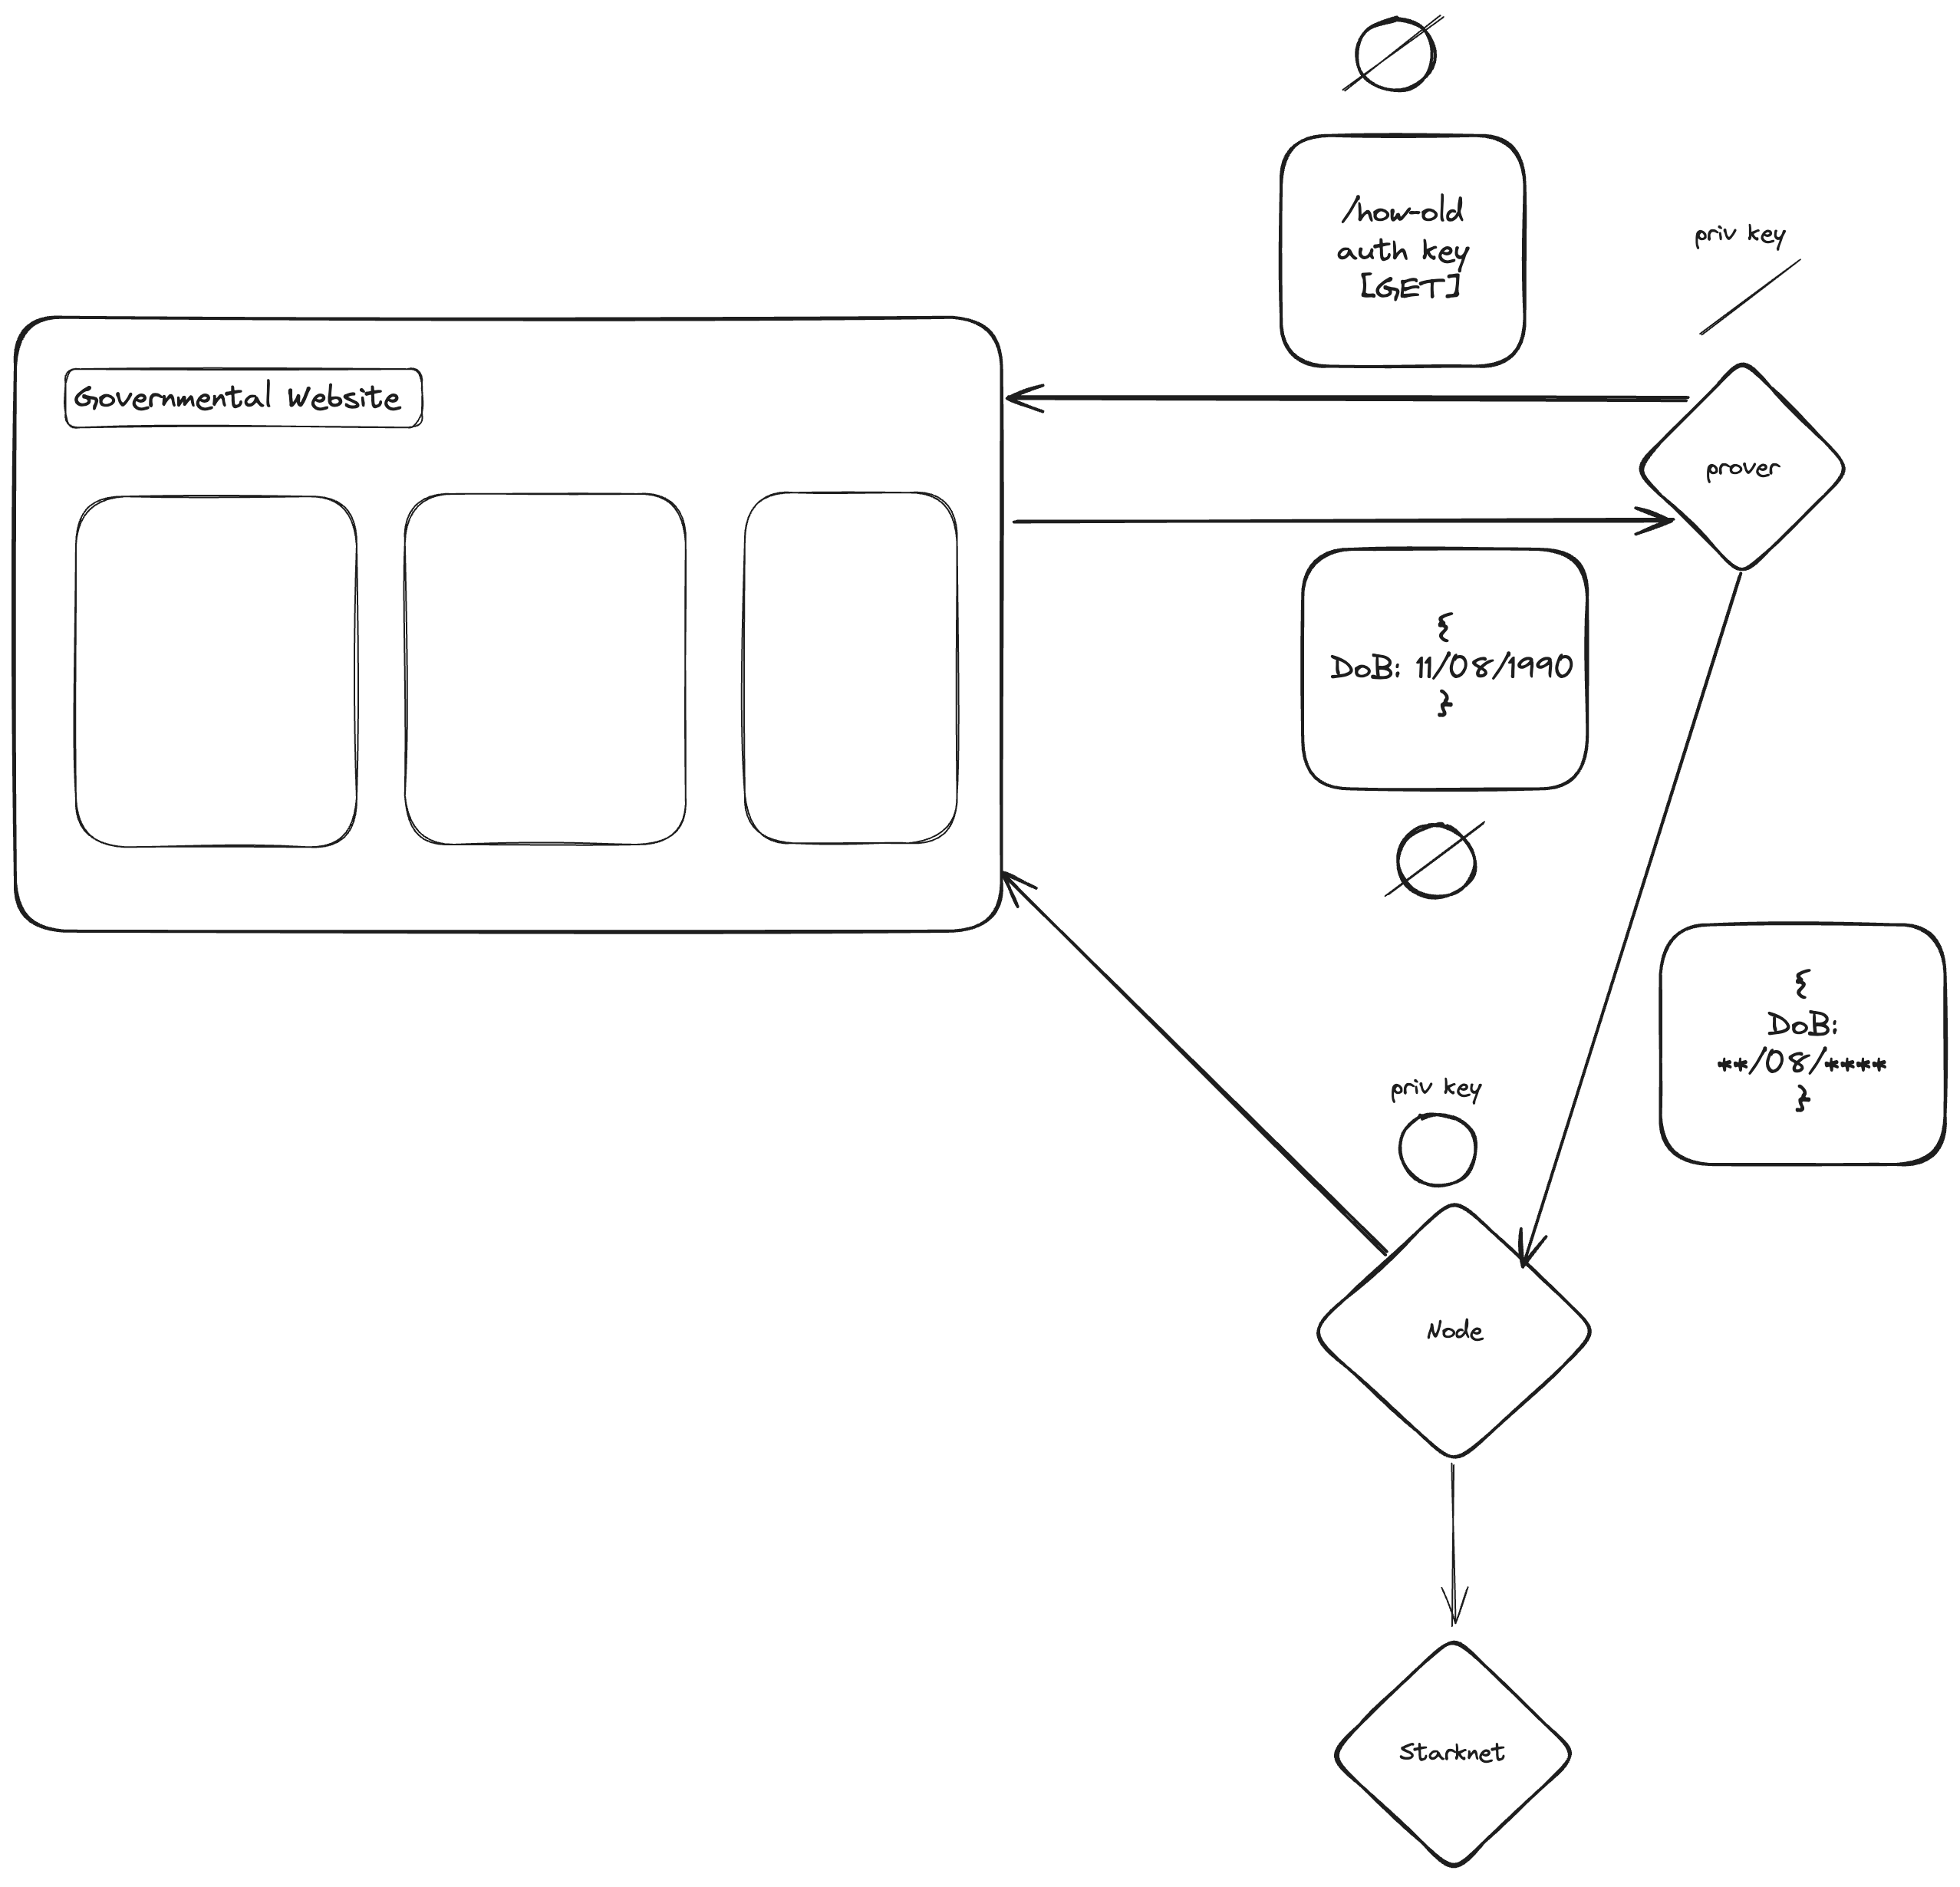 /how-old
auth key
[GET]
priv key
Governmental Website
prover
{
DoB: 11/08/1990
}
{
DoB:
**/08/****
}
priv key
Node
Starknet